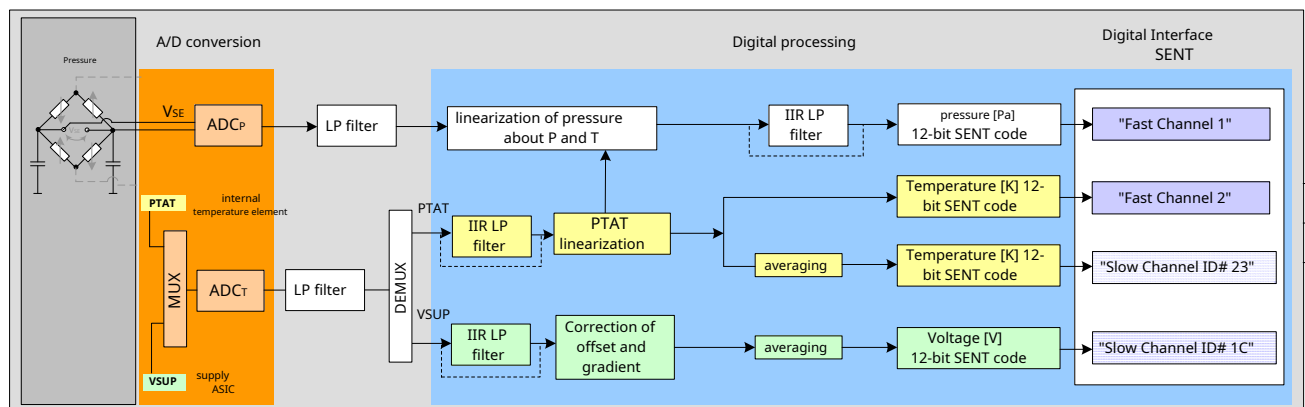 A/D conversion
Digital processing
Digital Interface
SENT
Pressure
VSE
ADCP
LP filter
linearization of pressure
about P and T
IIR LP
filter
pressure [Pa]
12-bit SENT code
"Fast Channel 1"
PTAT
internal
temperature element
PTAT
IIR LP
filter
PTAT
linearization
Temperature [K] 12-
bit SENT code
"Fast Channel 2"
averaging
Temperature [K] 12-
bit SENT code
"Slow Channel ID# 23"
MUX
ADCT
LP filter
DEMUX
VSUP
IIR LP
filter
Correction of
offset and
gradient
averaging
Voltage [V]
12-bit SENT code
"Slow Channel ID# 1C"
VSUP
supply
ASIC